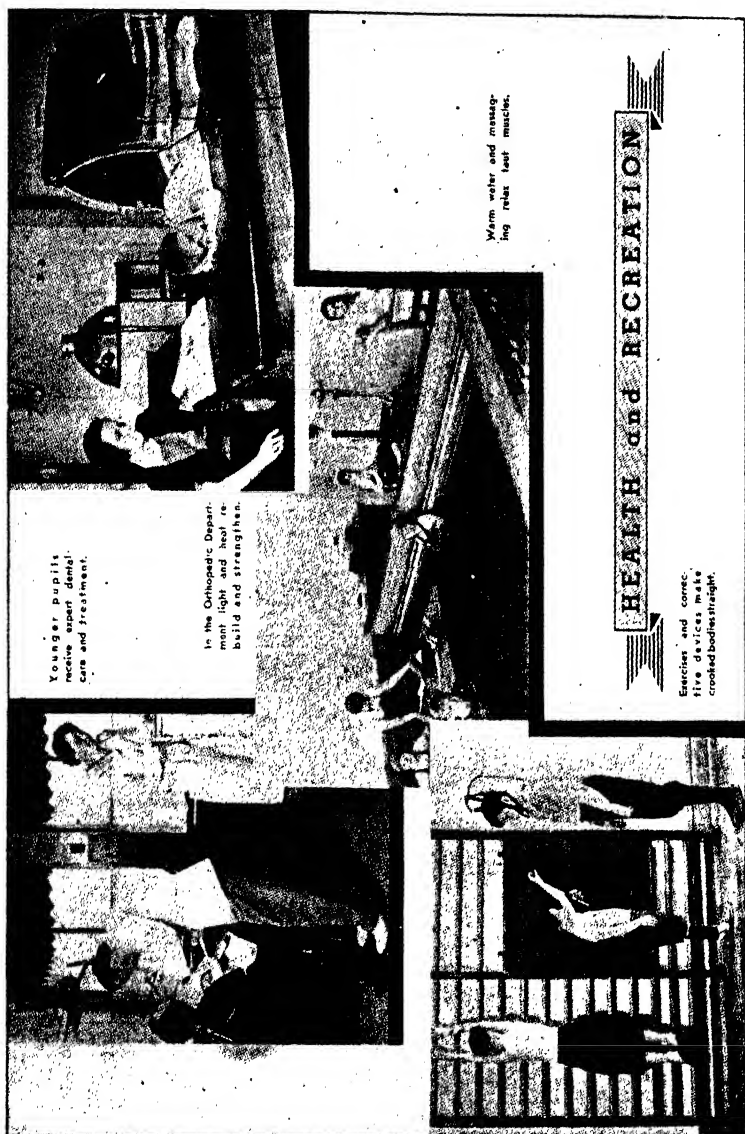 Younger pupils
receive expert dental
care and treatment.
In the Orthopedic Depart-
ment light and heat re-
build and strengthen.
Warm water and massag-
ing relax taut muscles.
HEALTH and RECREATION
Exercises and correc-
tive devices make
crooked bodies straight.